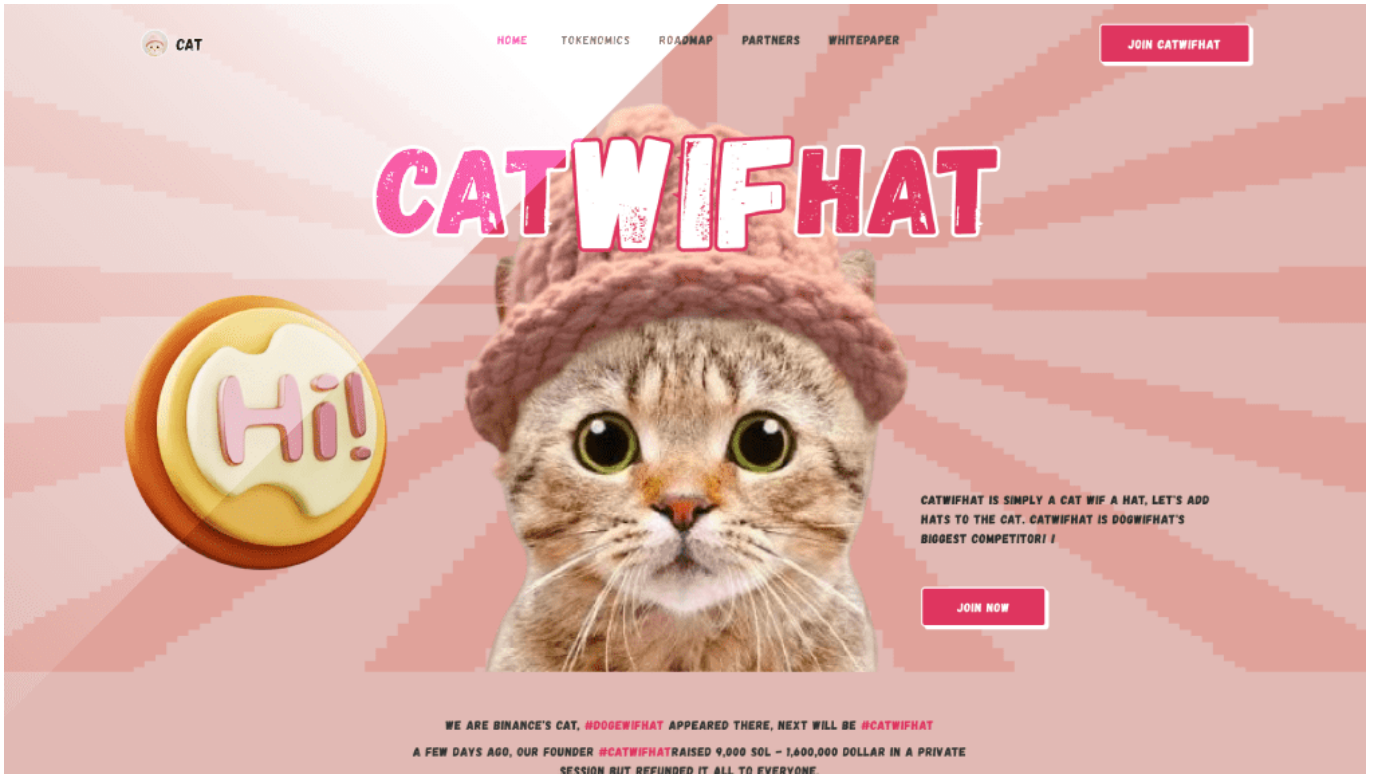 CAT
HOME TOKENOMICS ROADMAP PARTNERS WHITEPAPER
JOIN CATWIFHAT
CATWIFHAT
Hi!
CATWIFHAT IS SIMPLY A CAT WIF A HAT, LET'S ADD
HATS TO THE CAT. CATWIFHAT IS DOGWIFHAT'S
BIGGEST COMPETITOR! !
JOIN NOW
WE ARE BINANCE'S CAT, #DOGEWIFHAT APPEARED THERE, NEXT WILL BE #CATWIFHAT
A FEW DAYS AGO, OUR FOUNDER #CATWIFHATRAISED 9,000 SOL – 1,600,000 DOLLAR IN A PRIVATE
SESSION BUT REFUNDED IT ALL TO EVERYONE.